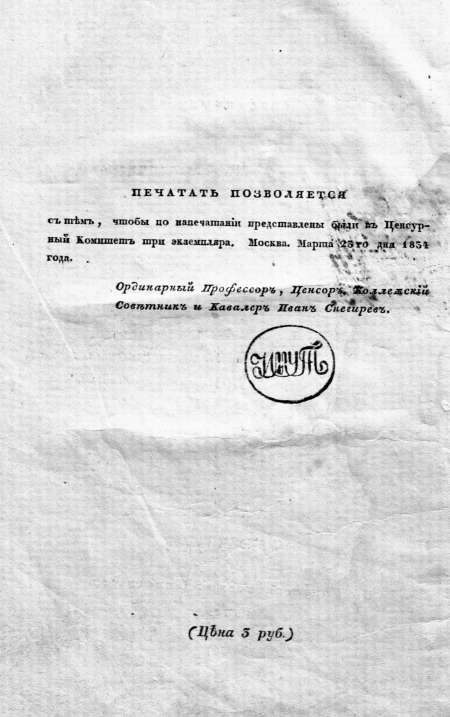 ПЕЧАТАТЬ ПОЗВОЛЯЕТСЯ
съ тѣмъ, чтобы по напечатаніи представлены были въ Ценсур-
ный Комитетъ три экземпляра. Москва. Марта 23го дня 1834
года.
Ординарный Профессоръ, Ценсоръ, Коллежскій
Совѣтникъ и Кавалеръ Иванъ Снегиревъ.
(Цѣна 3 руб.)